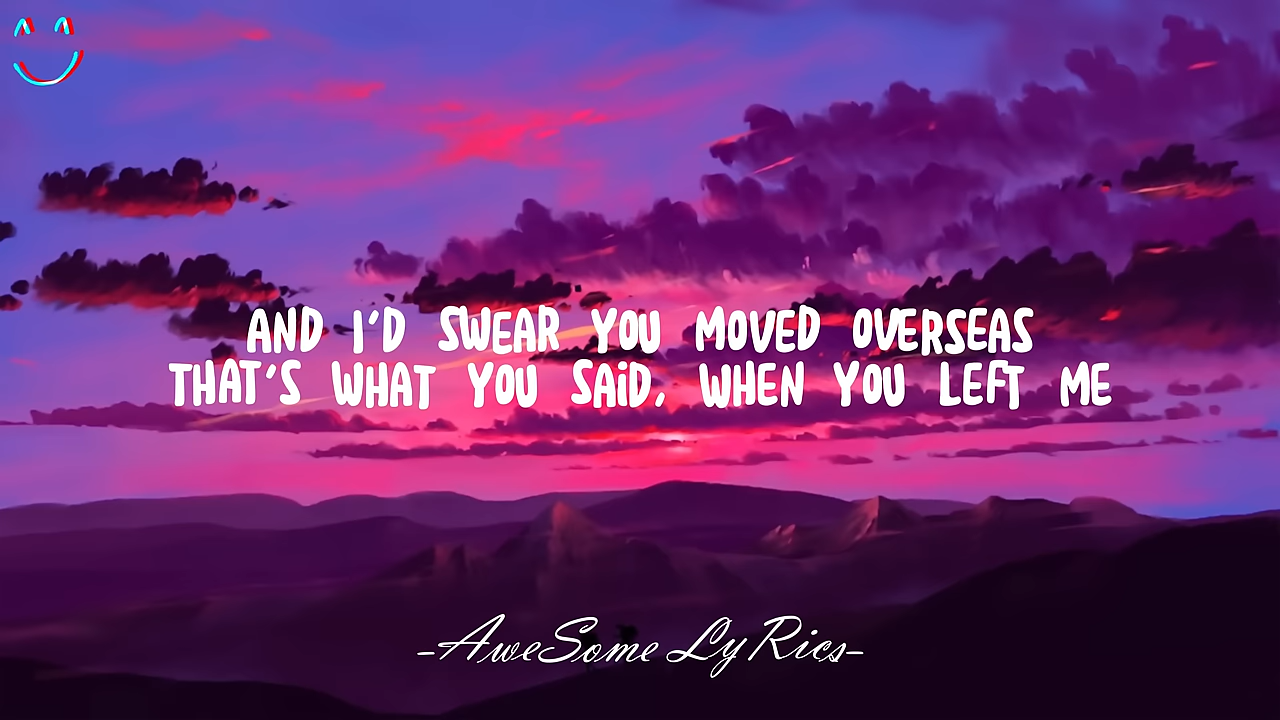 AND I'D SWEAR YOU MOVED OVERSEAS
THAT'S WHAT YOU SAID, WHEN YOU LEFT ME
-AweSome LyRics-